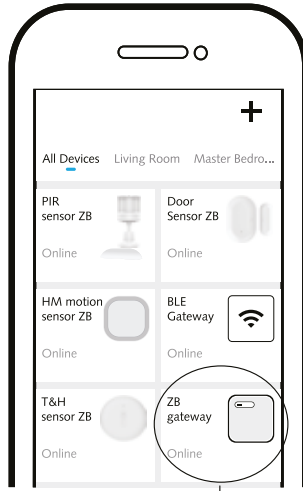 +
All Devices Living Room Master Bedro...
PIR
sensor ZB
Online
Door
Sensor ZB
Online
HM motion
sensor ZB
Online
BLE
Gateway
Online
T&H
sensor ZB
Online
ZB
gateway
Online